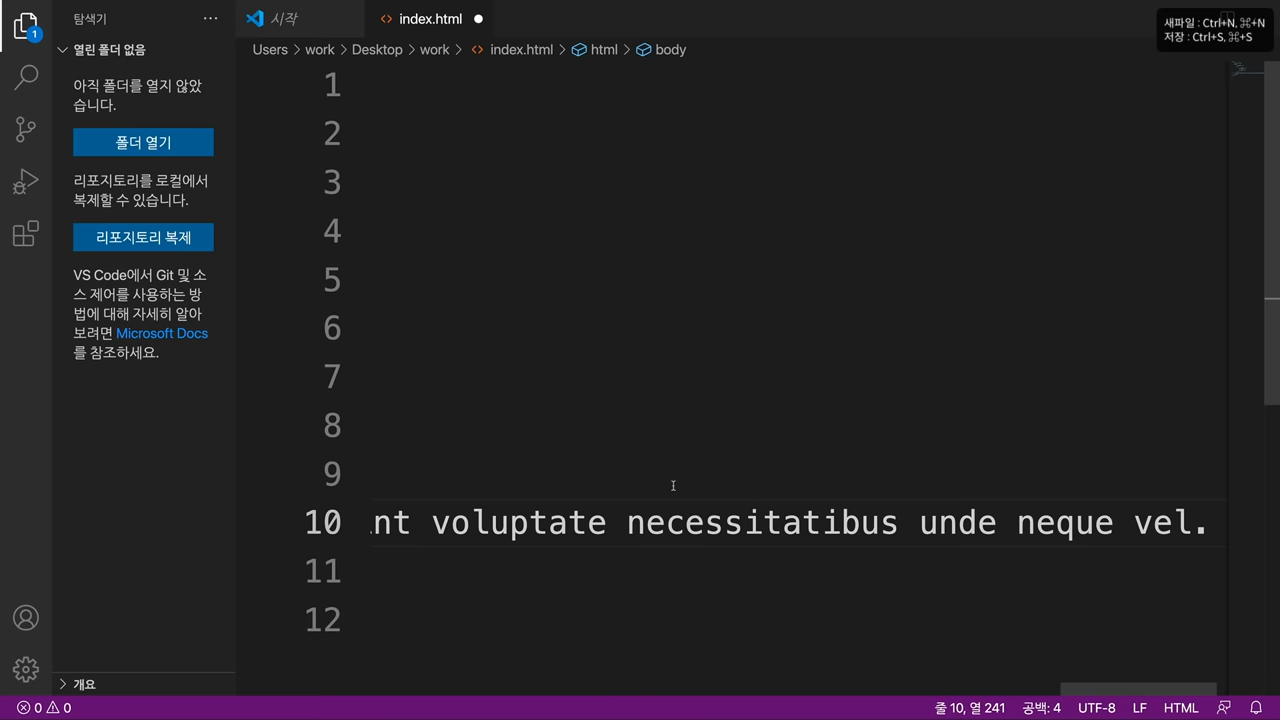 탐색기
시작
index.html
새파일 : Ctrl+N, ⌘+N
저장 : Ctrl+S, ⌘+S
1
열린 폴더 없음
Users > work > Desktop > work > index.html > html > body
아직 폴더를 열지 않았
습니다.
폴더 열기
리포지토리를 로컬에서
복제할 수 있습니다.
리포지토리 복제
VS Code에서 Git 및 소
스 제어를 사용하는 방
법에 대해 자세히 알아
보려면 Microsoft Docs
를 참조하세요.
개요
1
2
3
4
5
6
7
8
9
10 nt voluptate necessitatibus unde neque vel.
11
12
0 0
줄 10, 열 241 공백: 4 UTF-8 LF HTML